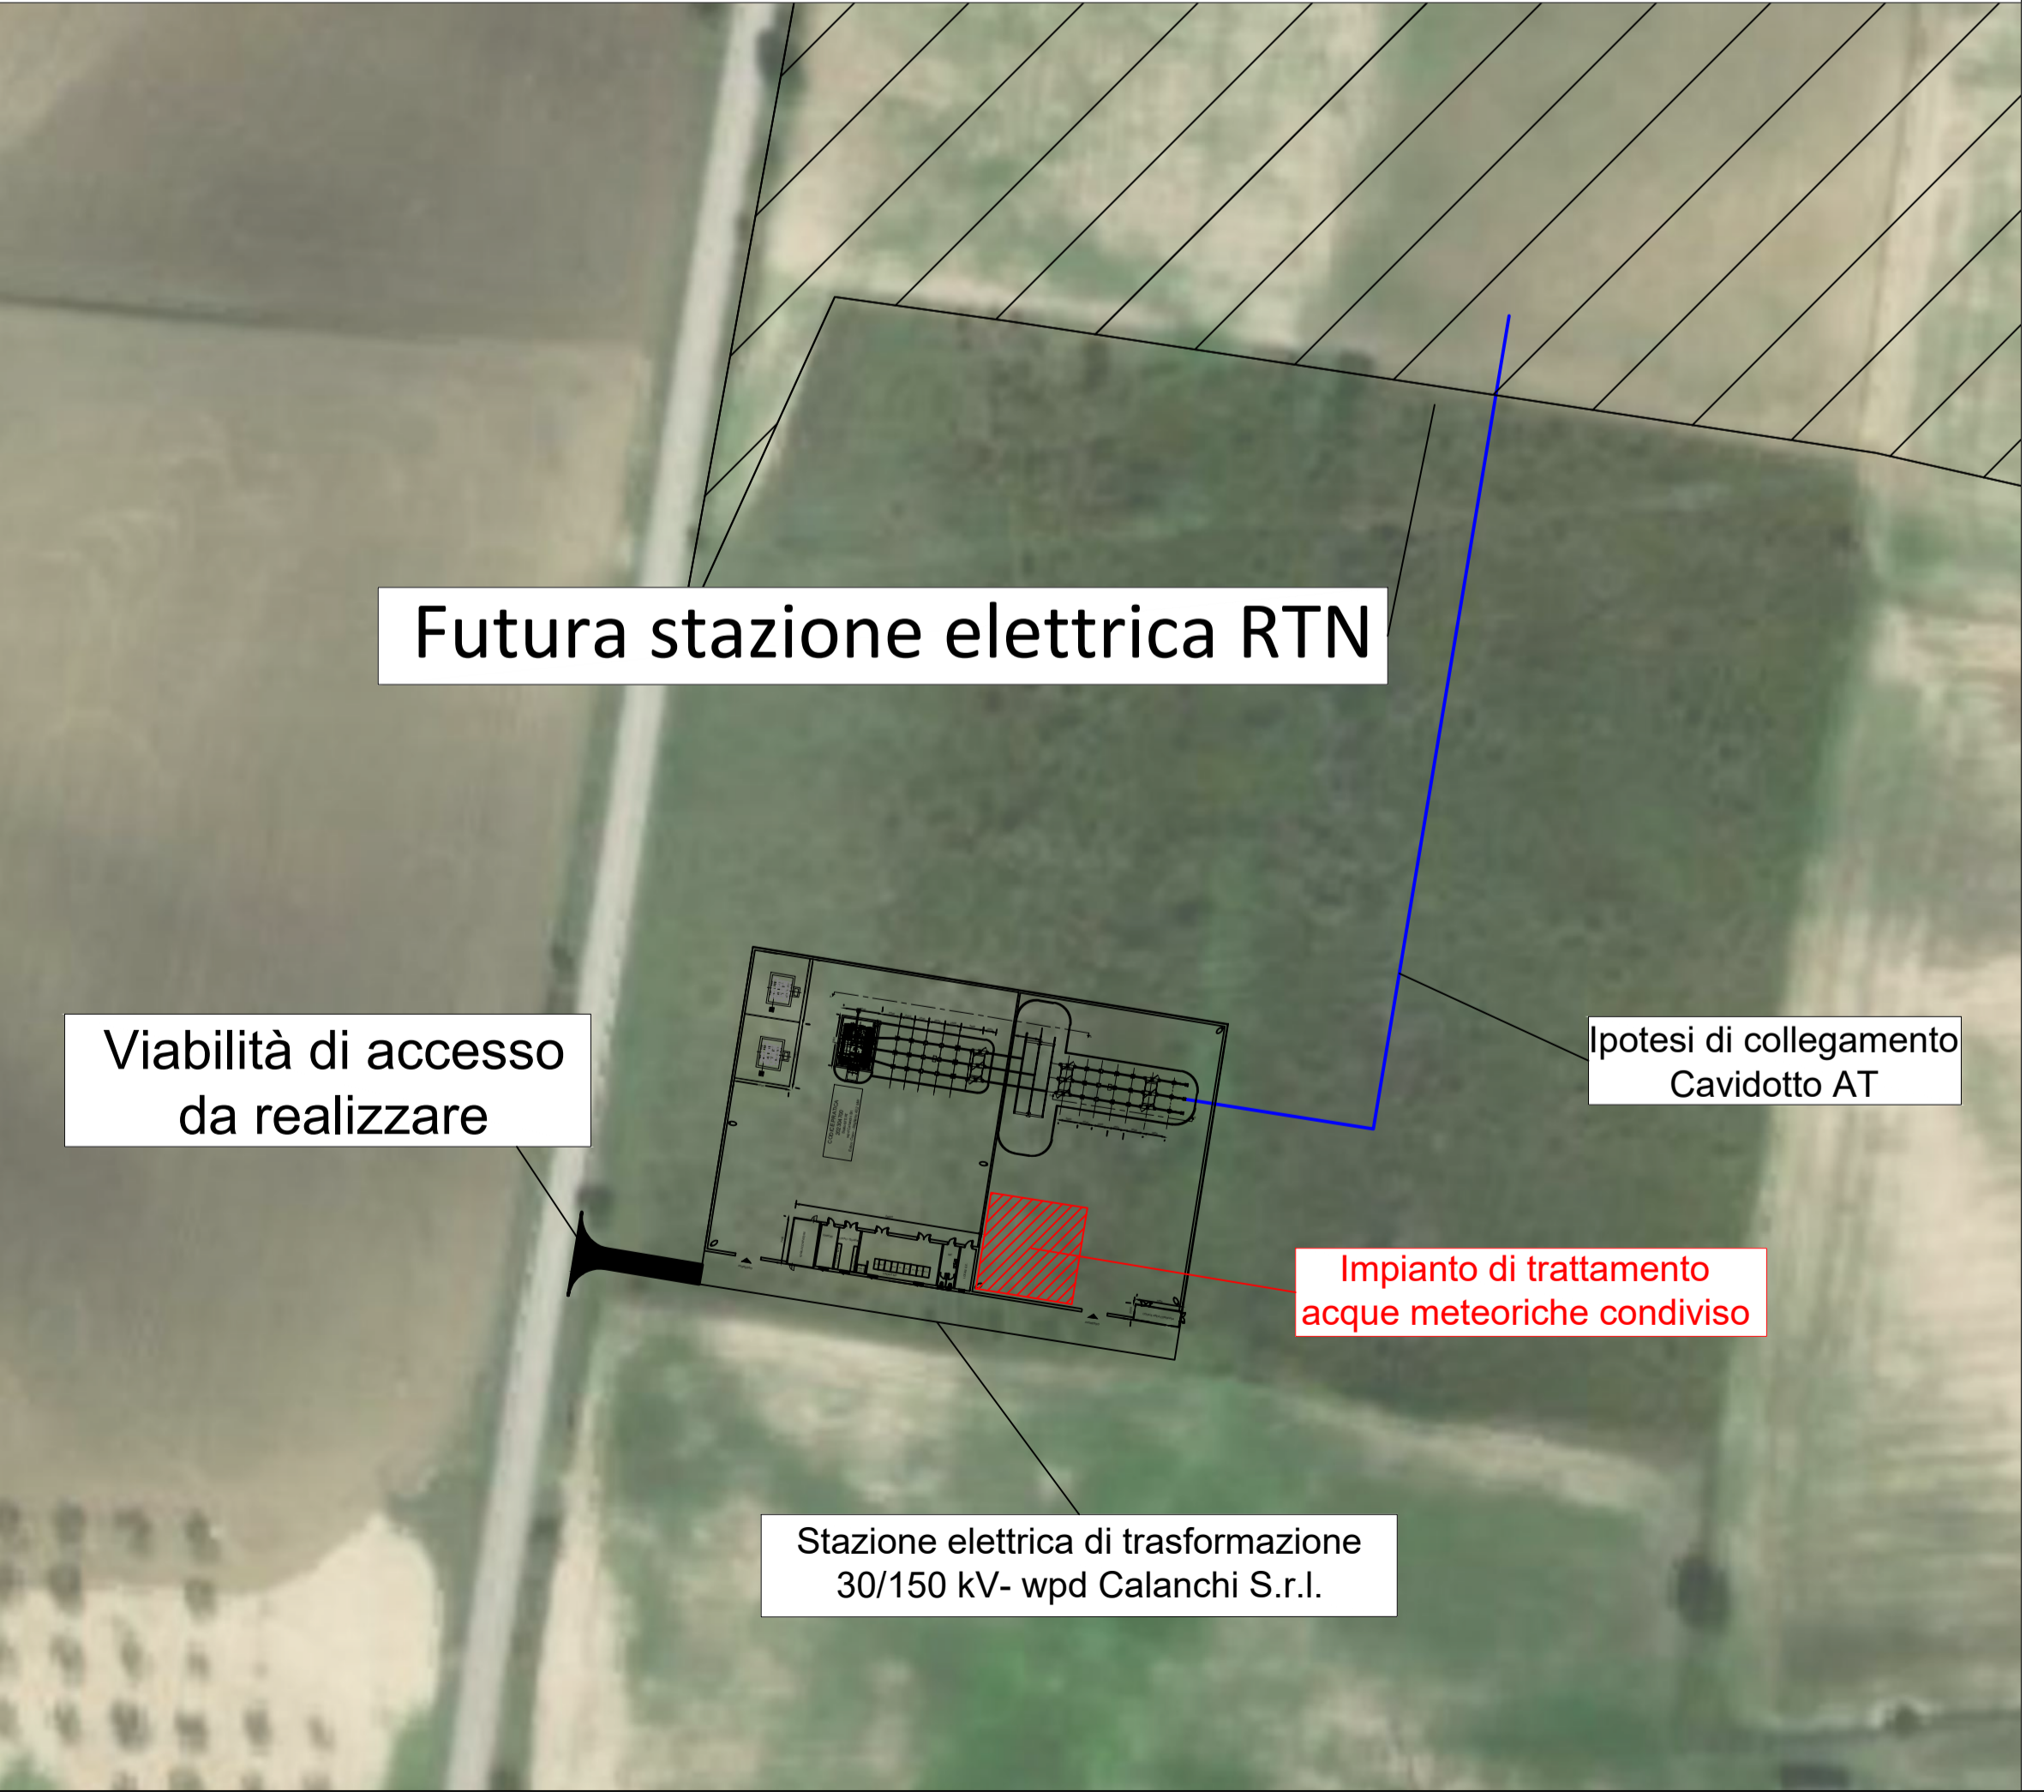 Futura stazione elettrica RTN
Viabilità di accesso
da realizzare
Ipotesi di collegamento
Cavidotto AT
Impianto di trattamento
acque meteoriche condiviso
Stazione elettrica di trasformazione
30/150 kV- wpd Calanchi S.r.l.